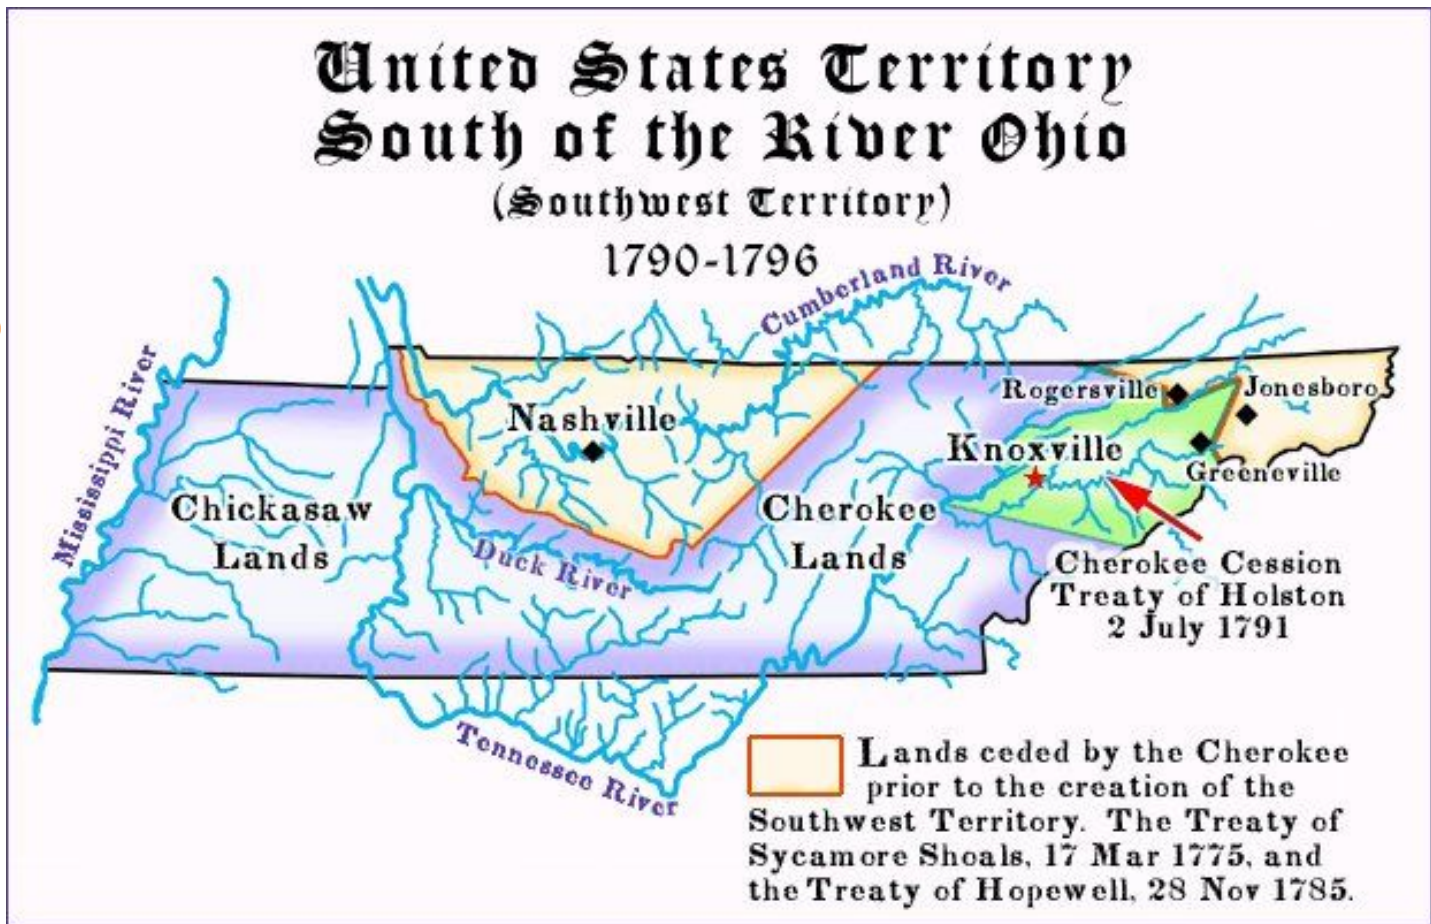 United States Territory
South of the River Ohio
(Southwest Territory)
1790-1796
Cumberland River
Mississippi River
Rogersville
Jonesboro
Nashville
Knoxville
Greeneville
Chickasaw
Lands
Cherokee
Lands
Duck River
Cherokee Cession
Treaty of Holston
2 July 1791
Tennessee River
Lands ceded by the Cherokee
prior to the creation of the
Southwest Territory. The Treaty of
Sycamore Shoals, 17 Mar 1775, and
the Treaty of Hopewell, 28 Nov 1785.